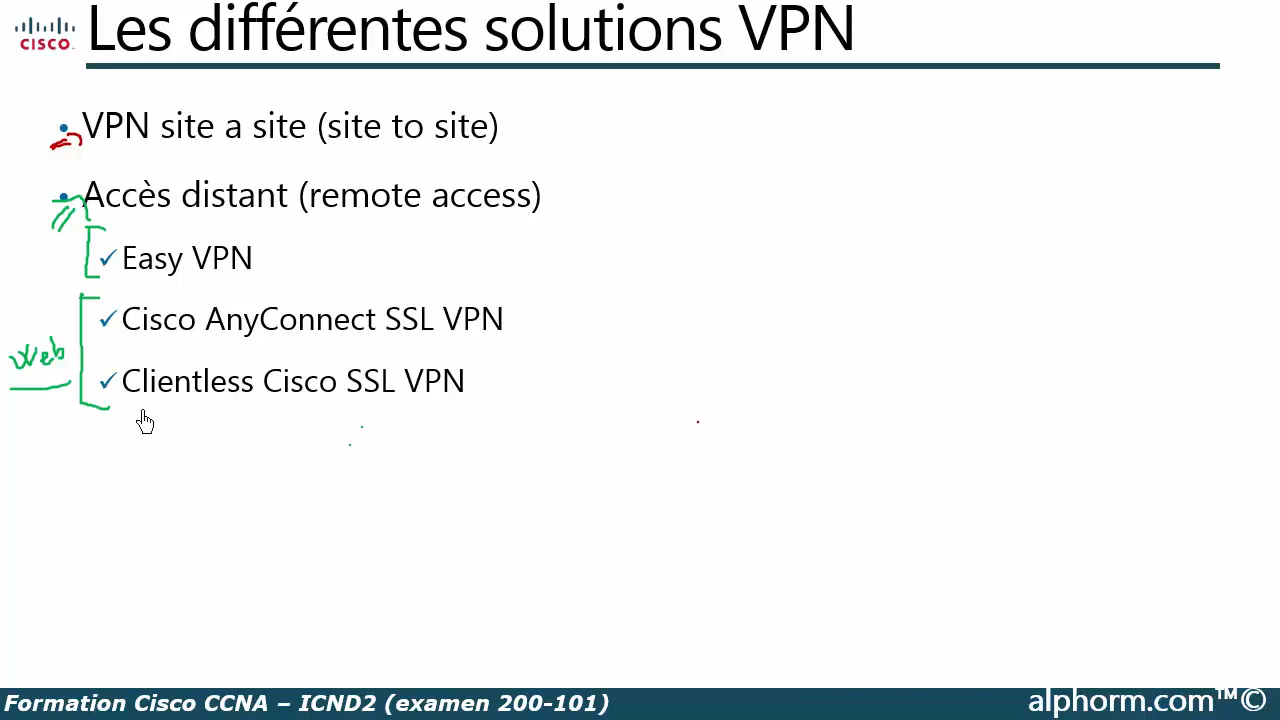 CISCO
Les différentes solutions VPN
VPN site a site (site to site)
Accès distant (remote access)
Easy VPN
Cisco AnyConnect SSL VPN
Web
Clientless Cisco SSL VPN
Formation Cisco CCNA – ICND2 (examen 200-101)
alphorm.com™©